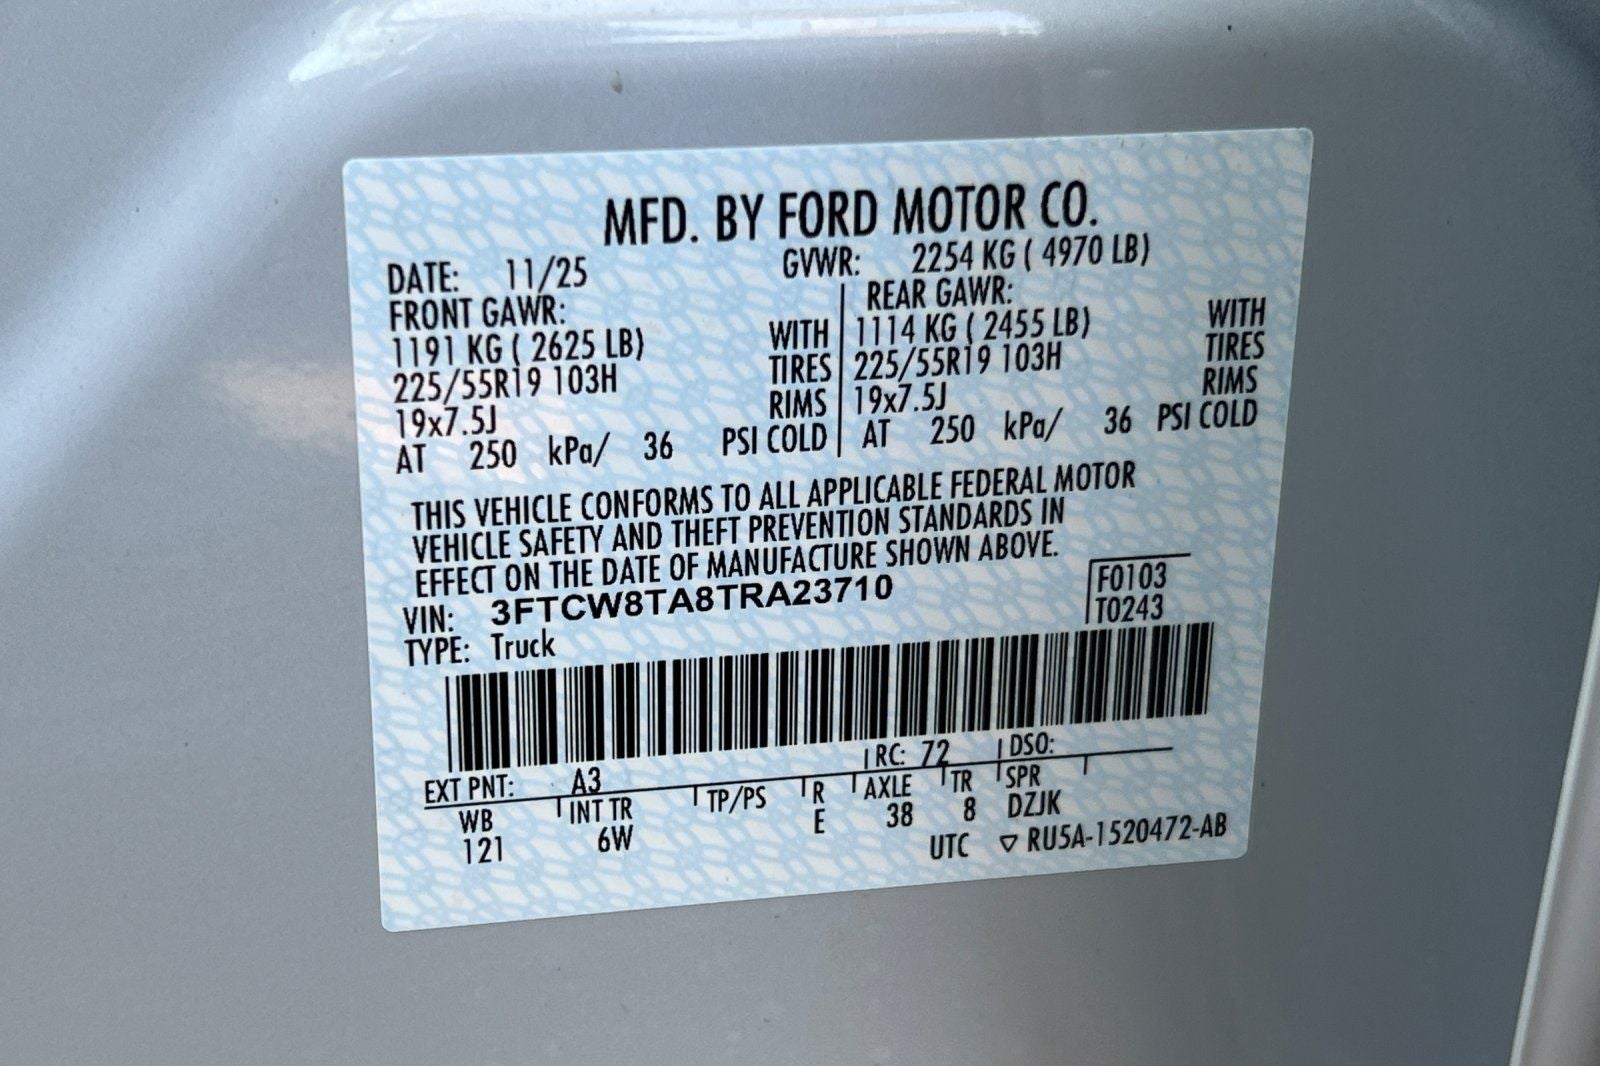 MFD. BY FORD MOTOR CO.
DATE: 11/25 GVWR: 2254 KG ( 4970 LB)
FRONT GAWR: REAR GAWR:
1191 KG ( 2625 LB) WITH 1114 KG ( 2455 LB) WITH
225/55R19 103H TIRES 225/55R19 103H TIRES
19x7.5J RIMS 19x7.5J RIMS
AT 250 kPa/ 36 PSI COLD AT 250 kPa/ 36 PSI COLD
THIS VEHICLE CONFORMS TO ALL APPLICABLE FEDERAL MOTOR
VEHICLE SAFETY AND THEFT PREVENTION STANDARDS IN
EFFECT ON THE DATE OF MANUFACTURE SHOWN ABOVE.
VIN: 3FTCW8TA8TRA23710 F0103
TYPE: Truck T0243
EXT PNT: A3 RC: 72 DSO:
WB INT TR TP/PS R AXLE TR SPR
121 6W E 38 8 DZJK
UTC ▽ RU5A-1520472-AB